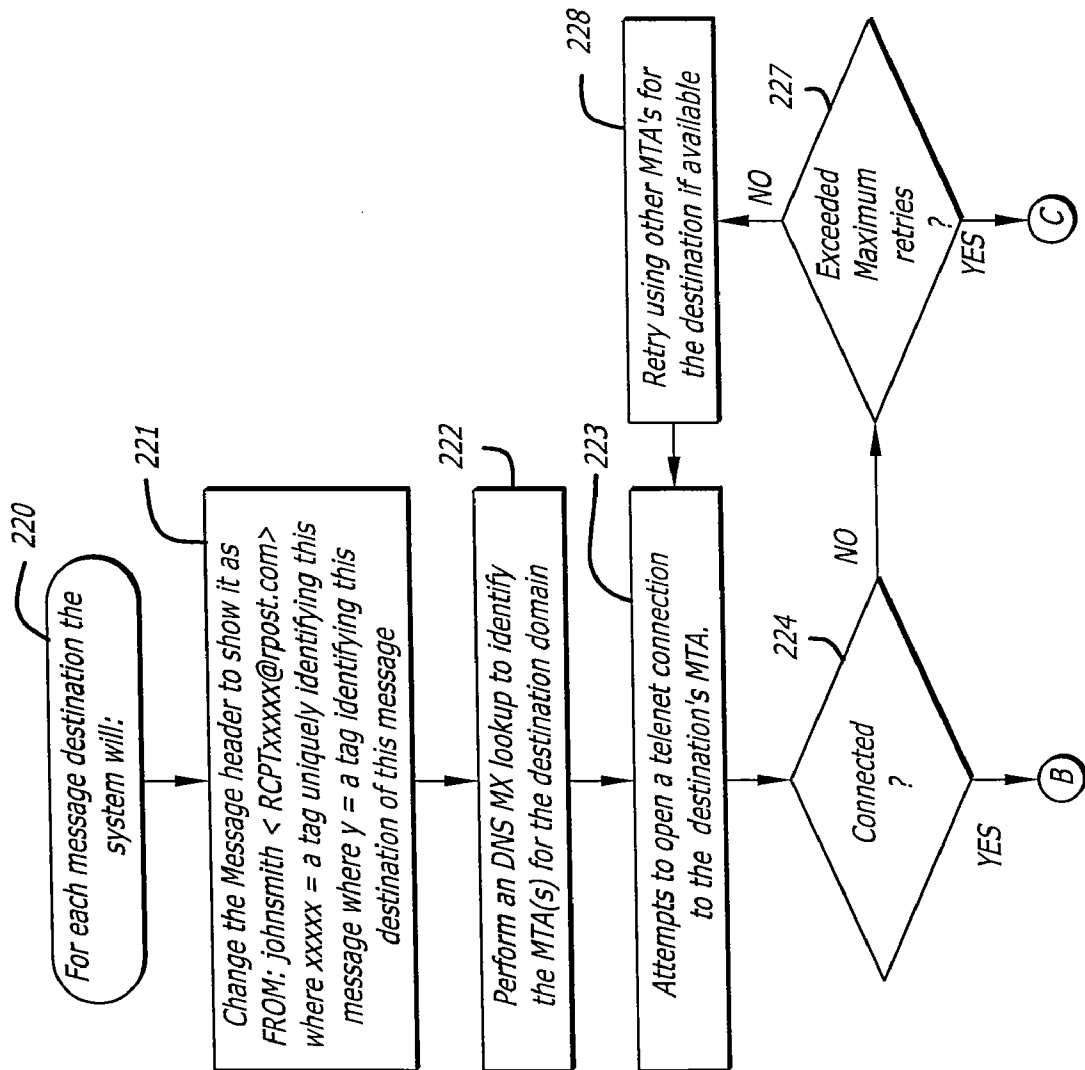 220
For each message destination the
system will:
221
Change the Message header to show it as
FROM: johnsmith < RCPTxxxxx@rpost.com>
where xxxx = a tag uniquely identifying this
message where y = a tag identifying this
destination of this message
222
Perform an DNS MX lookup to identify
the MTA(s) for the destination domain
223
Attempts to open a telenet connection
to the destination's MTA.
228
Retry using other MTA's for
the destination if available
224
Connected
?
NO
YES
B
227
Exceeded
Maximum
retries
?
NO
YES
C